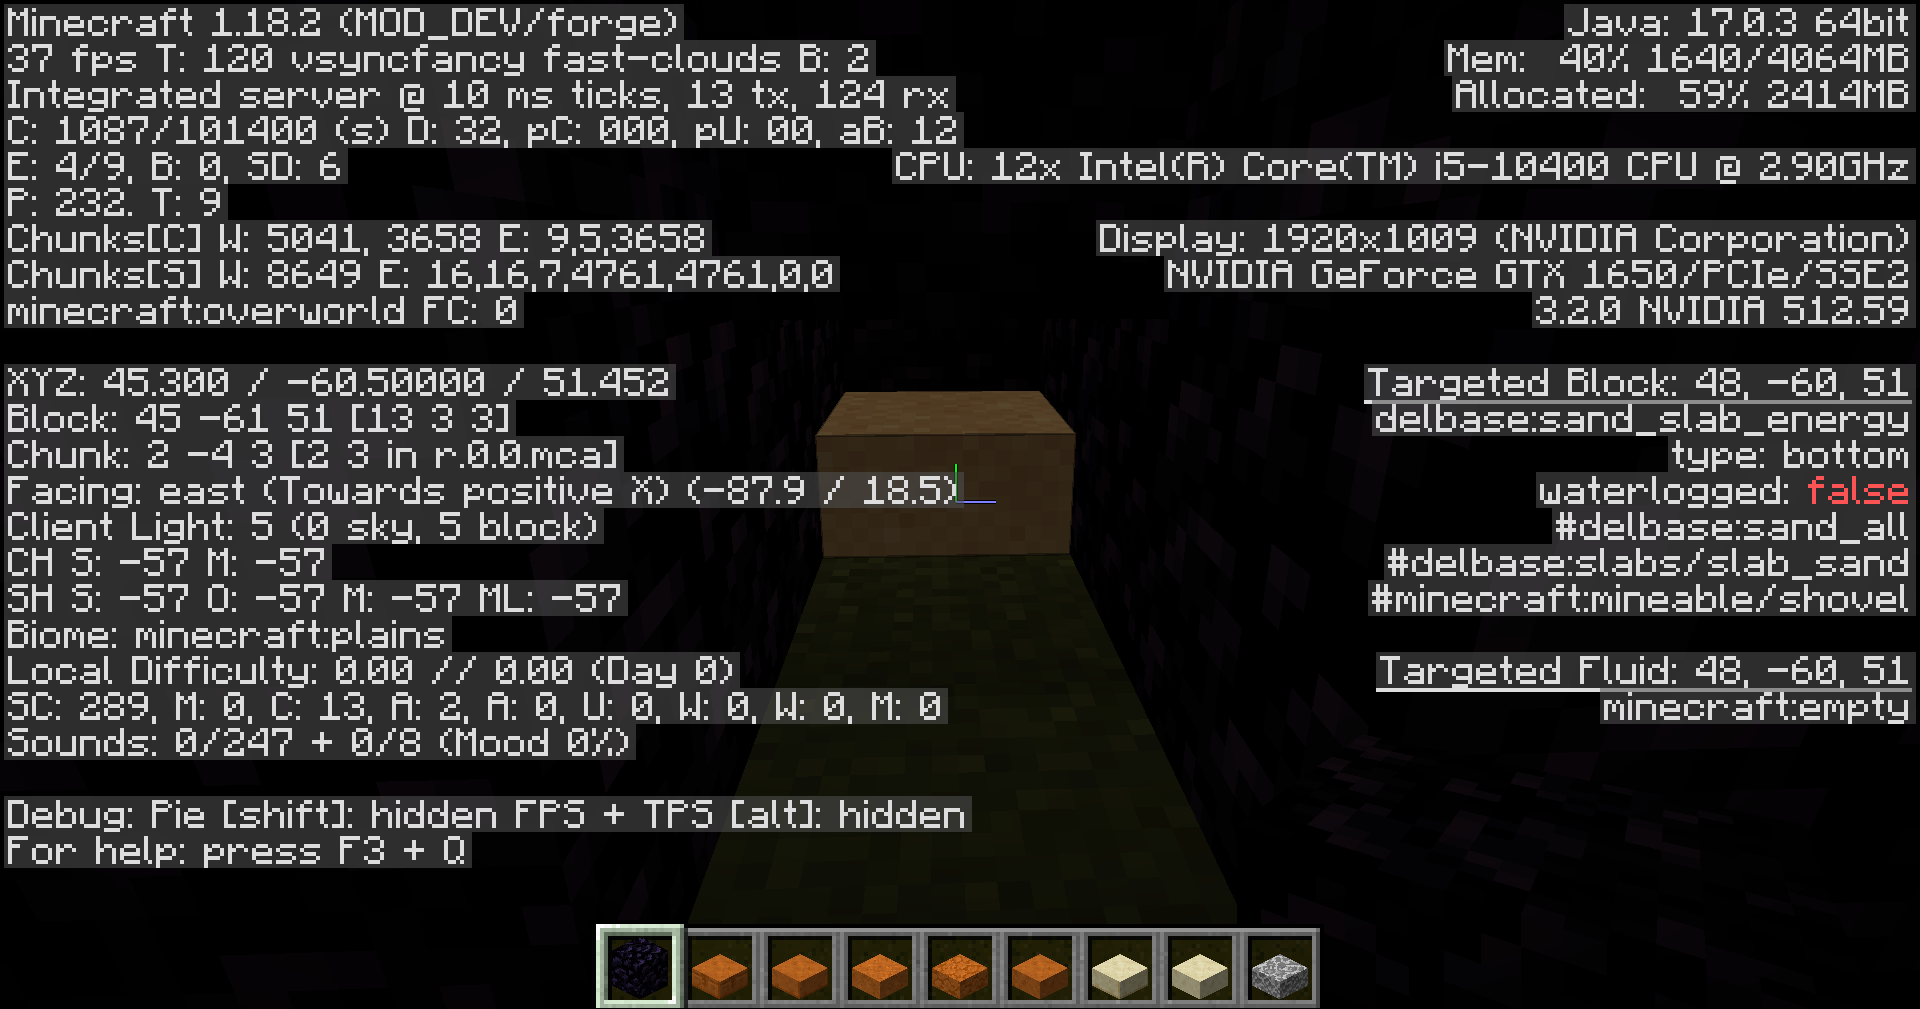 Minecraft 1.18.2 (MOD_DEV/forge)
37 fps T: 120 vsyncfancy fast-clouds B: 2
Integrated server @ 10 ms ticks, 13 tx, 124 rx
C: 1087/101400 (s) D: 32, pC: 000, pU: 00, aB: 12
E: 4/9, B: 0, SD: 6
P: 232. T: 9
Chunks[C] W: 5041, 3658 E: 9,5,3658
Chunks[S] W: 8649 E: 16,16,7,4761,4761,0,0
minecraft:overworld FC: 0
XYZ: 45.300 / -60.50000 / 51.452
Block: 45 -61 51 [13 3 3]
Chunk: 2 -4 3 [2 3 in r.0.0.mca]
Facing: east (Towards positive X) (-87.9 / 18.5)
Client Light: 5 (0 sky, 5 block)
CH S: -57 M: -57
SH S: -57 O: -57 M: -57 ML: -57
Biome: minecraft:plains
Local Difficulty: 0.00 // 0.00 (Day 0)
SC: 289, M: 0, C: 13, A: 2, A: 0, U: 0, W: 0, W: 0, M: 0
Sounds: 0/247 + 0/8 (Mood 0%)
Debug: Pie [shift]: hidden FPS + TPS [alt]: hidden
For help: press F3 + Q
Java: 17.0.3 64bit
Mem: 40% 1640/4064MB
Allocated: 59% 2414MB
CPU: 12x Intel(R) Core(TM) i5-10400 CPU @ 2.90GHz
Display: 1920x1009 (NVIDIA Corporation)
NVIDIA GeForce GTX 1650/PCIe/SSE2
3.2.0 NVIDIA 512.59
Targeted Block: 48, -60, 51
delbase:sand_slab_energy
type: bottom
waterlogged: false
#delbase:sand_all
#delbase:slabs/slab_sand
#minecraft:mineable/shovel
Targeted Fluid: 48, -60, 51
minecraft:empty